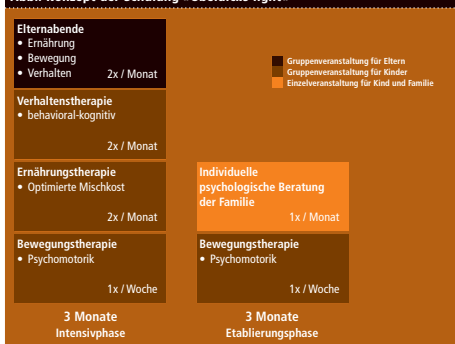 Elternabende
• Ernährung
• Bewegung
• Verhalten 2x / Monat
Gruppenveranstaltung für Eltern
Gruppenveranstaltung für Kinder
Einzelveranstaltung für Kind und Familie
Verhaltenstherapie
• behavioral-kognitiv
2x / Monat
Ernährungstherapie
• Optimierte Mischkost
2x / Monat
Individuelle
psychologische Beratung
der Familie
1x / Monat
Bewegungstherapie
• Psychomotorik
1x / Woche
Bewegungstherapie
• Psychomotorik
1x / Woche
3 Monate
Intensivphase
3 Monate
Etablierungsphase